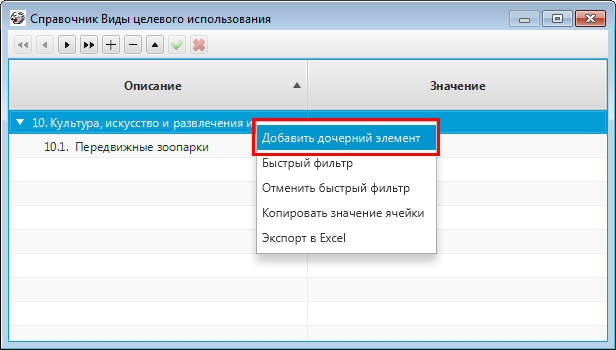 Справочник Виды целевого использования
Описание
Значение
10. Культура, искусство и развлечения и
10.1. Передвижные зоопарки
Добавить дочерний элемент
Быстрый фильтр
Отменить быстрый фильтр
Копировать значение ячейки
Экспорт в Excel